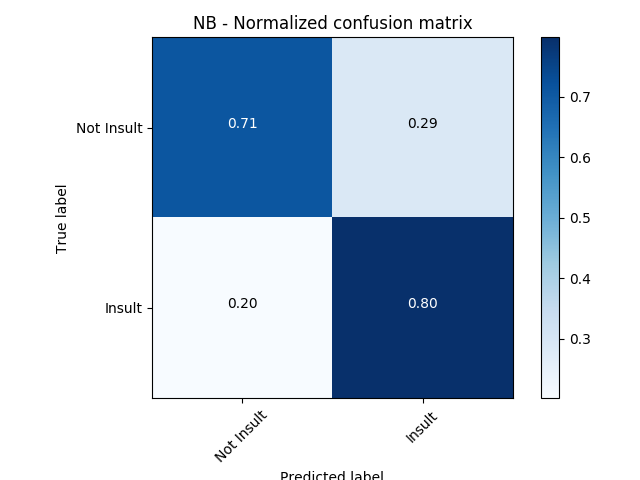 NB - Normalized confusion matrix
True label
Not Insult
0.71
0.29
Insult
0.20
0.80
Not Insult
Insult
Predicted label
0.7
0.6
0.5
0.4
0.3